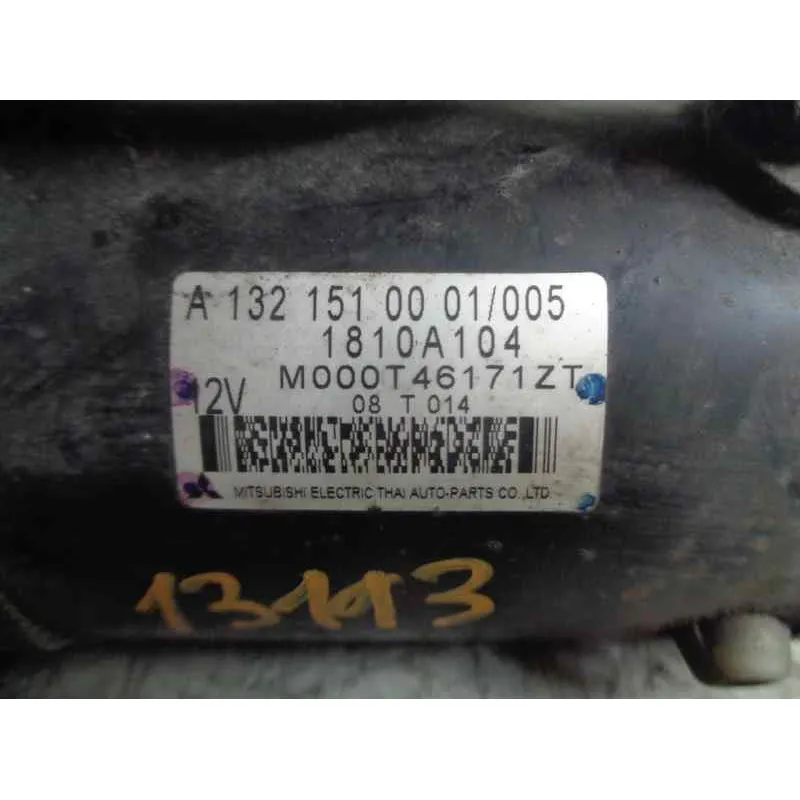 A 132 151 00 01/005
1810A104
M000T46171ZT
12V
08 T 014
MITSUBISHI ELECTRIC THAI AUTO-PARTS CO.,LTD
13113